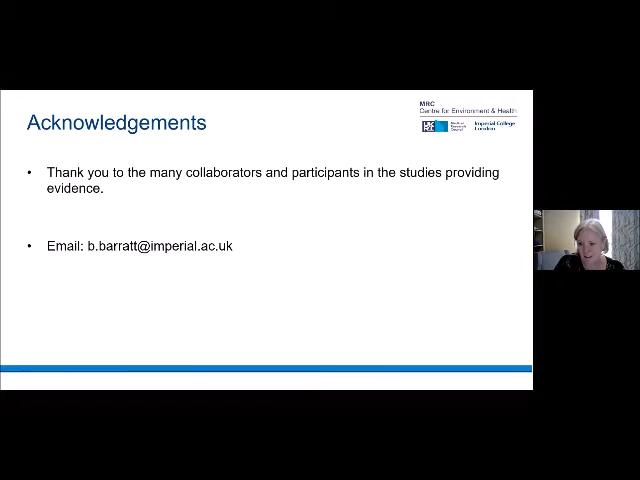 MRC
Centre for Environment & Health
Acknowledgements
Medical
Research
Council
Imperial College
London
• Thank you to the many collaborators and participants in the studies providing
evidence.
• Email: b.barratt@imperial.ac.uk